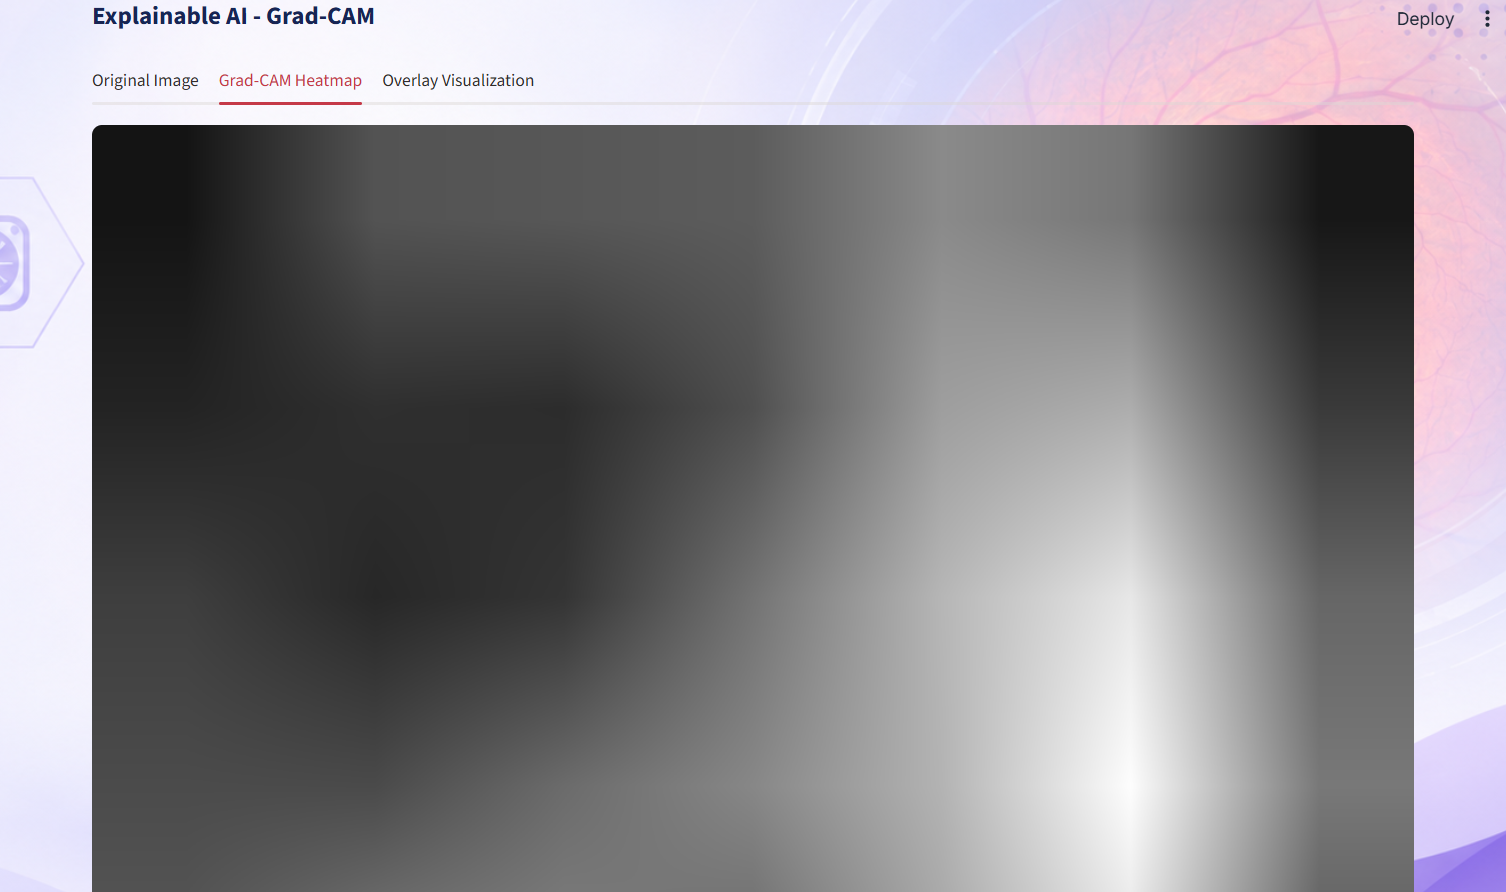 Explainable AI - Grad-CAM
Deploy
Original Image
Grad-CAM Heatmap
Overlay Visualization